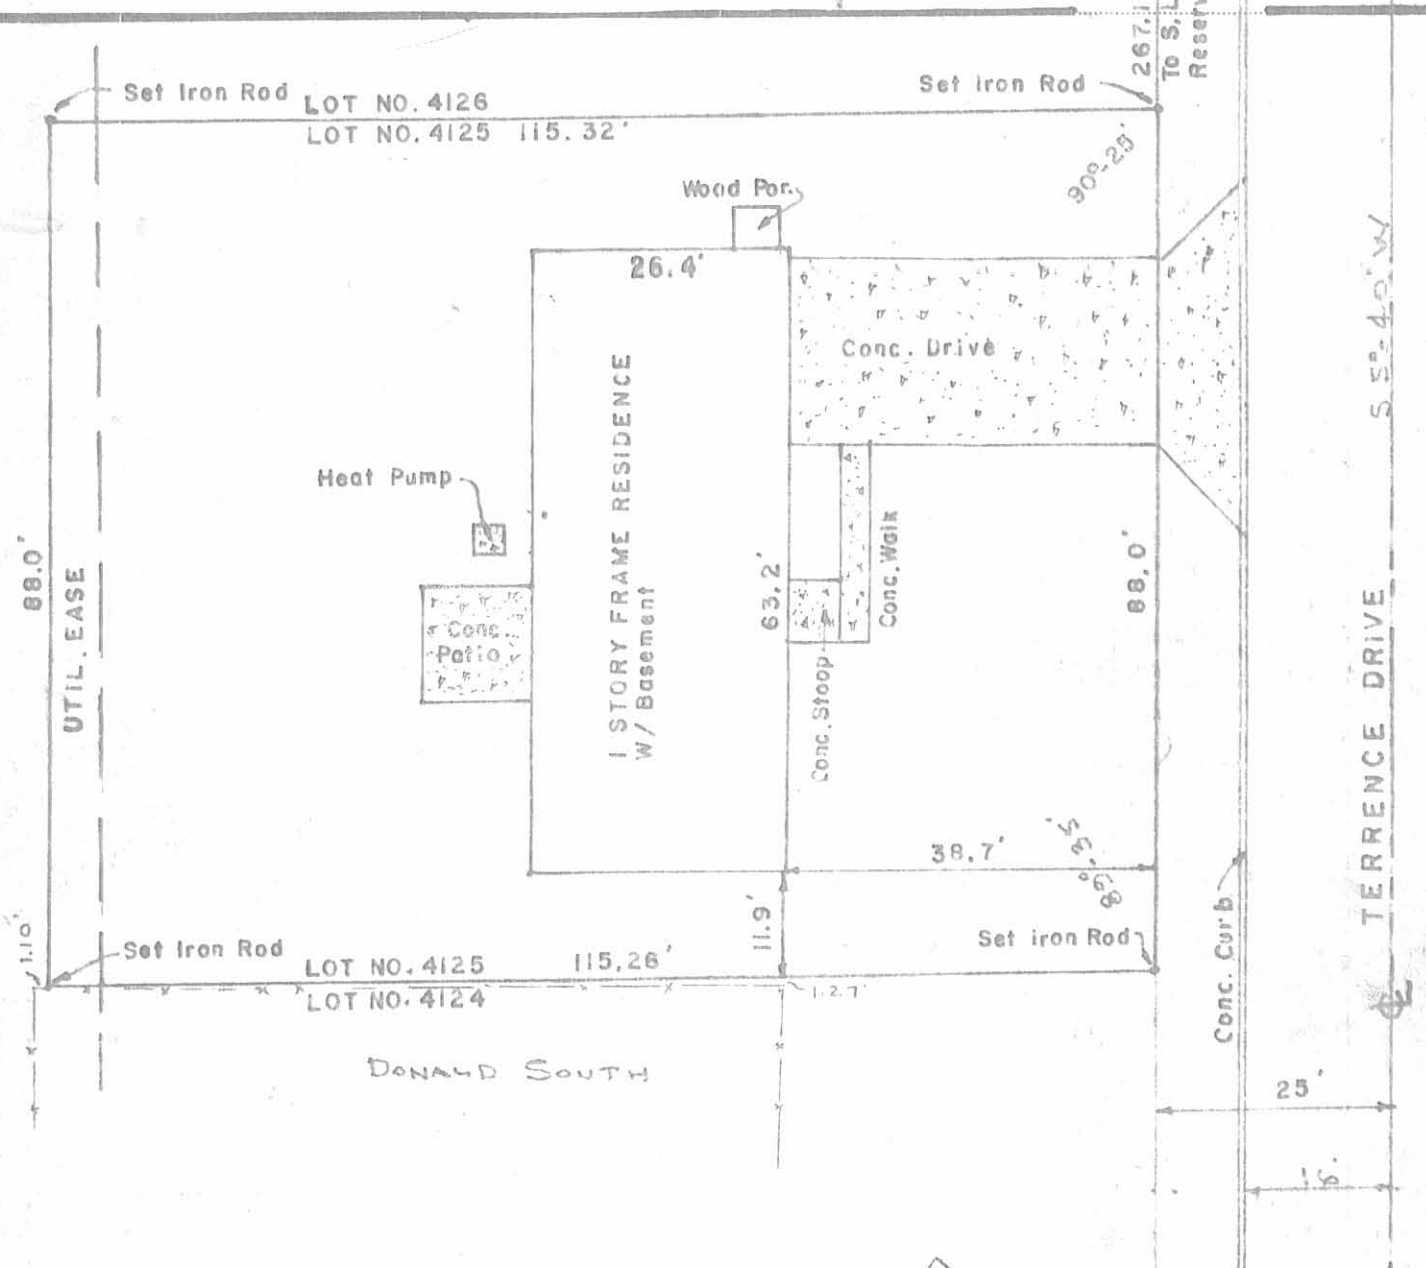 267.1
To S. L
Reserv
Set Iron Rod
Set Iron Rod
LOT NO. 4126
LOT NO. 4125 115.32'
90°-25'
Wood Por.
26.4'
S 5°-40' W
Conc. Drive
1 STORY FRAME RESIDENCE
W/ Basement
Heat Pump
88.0'
UTIL. EASE
Conc. Walk
88.0'
63.2'
Conc.
Patio
Conc. Stoop
TERRENCE DRIVE
38.7'
89°-35'
11.9'
1.10'
Set Iron Rod
Set iron Rod
LOT NO. 4125 115.26'
LOT NO. 4124
1.27'
Conc. Curb
DONALD SOUTH
25'